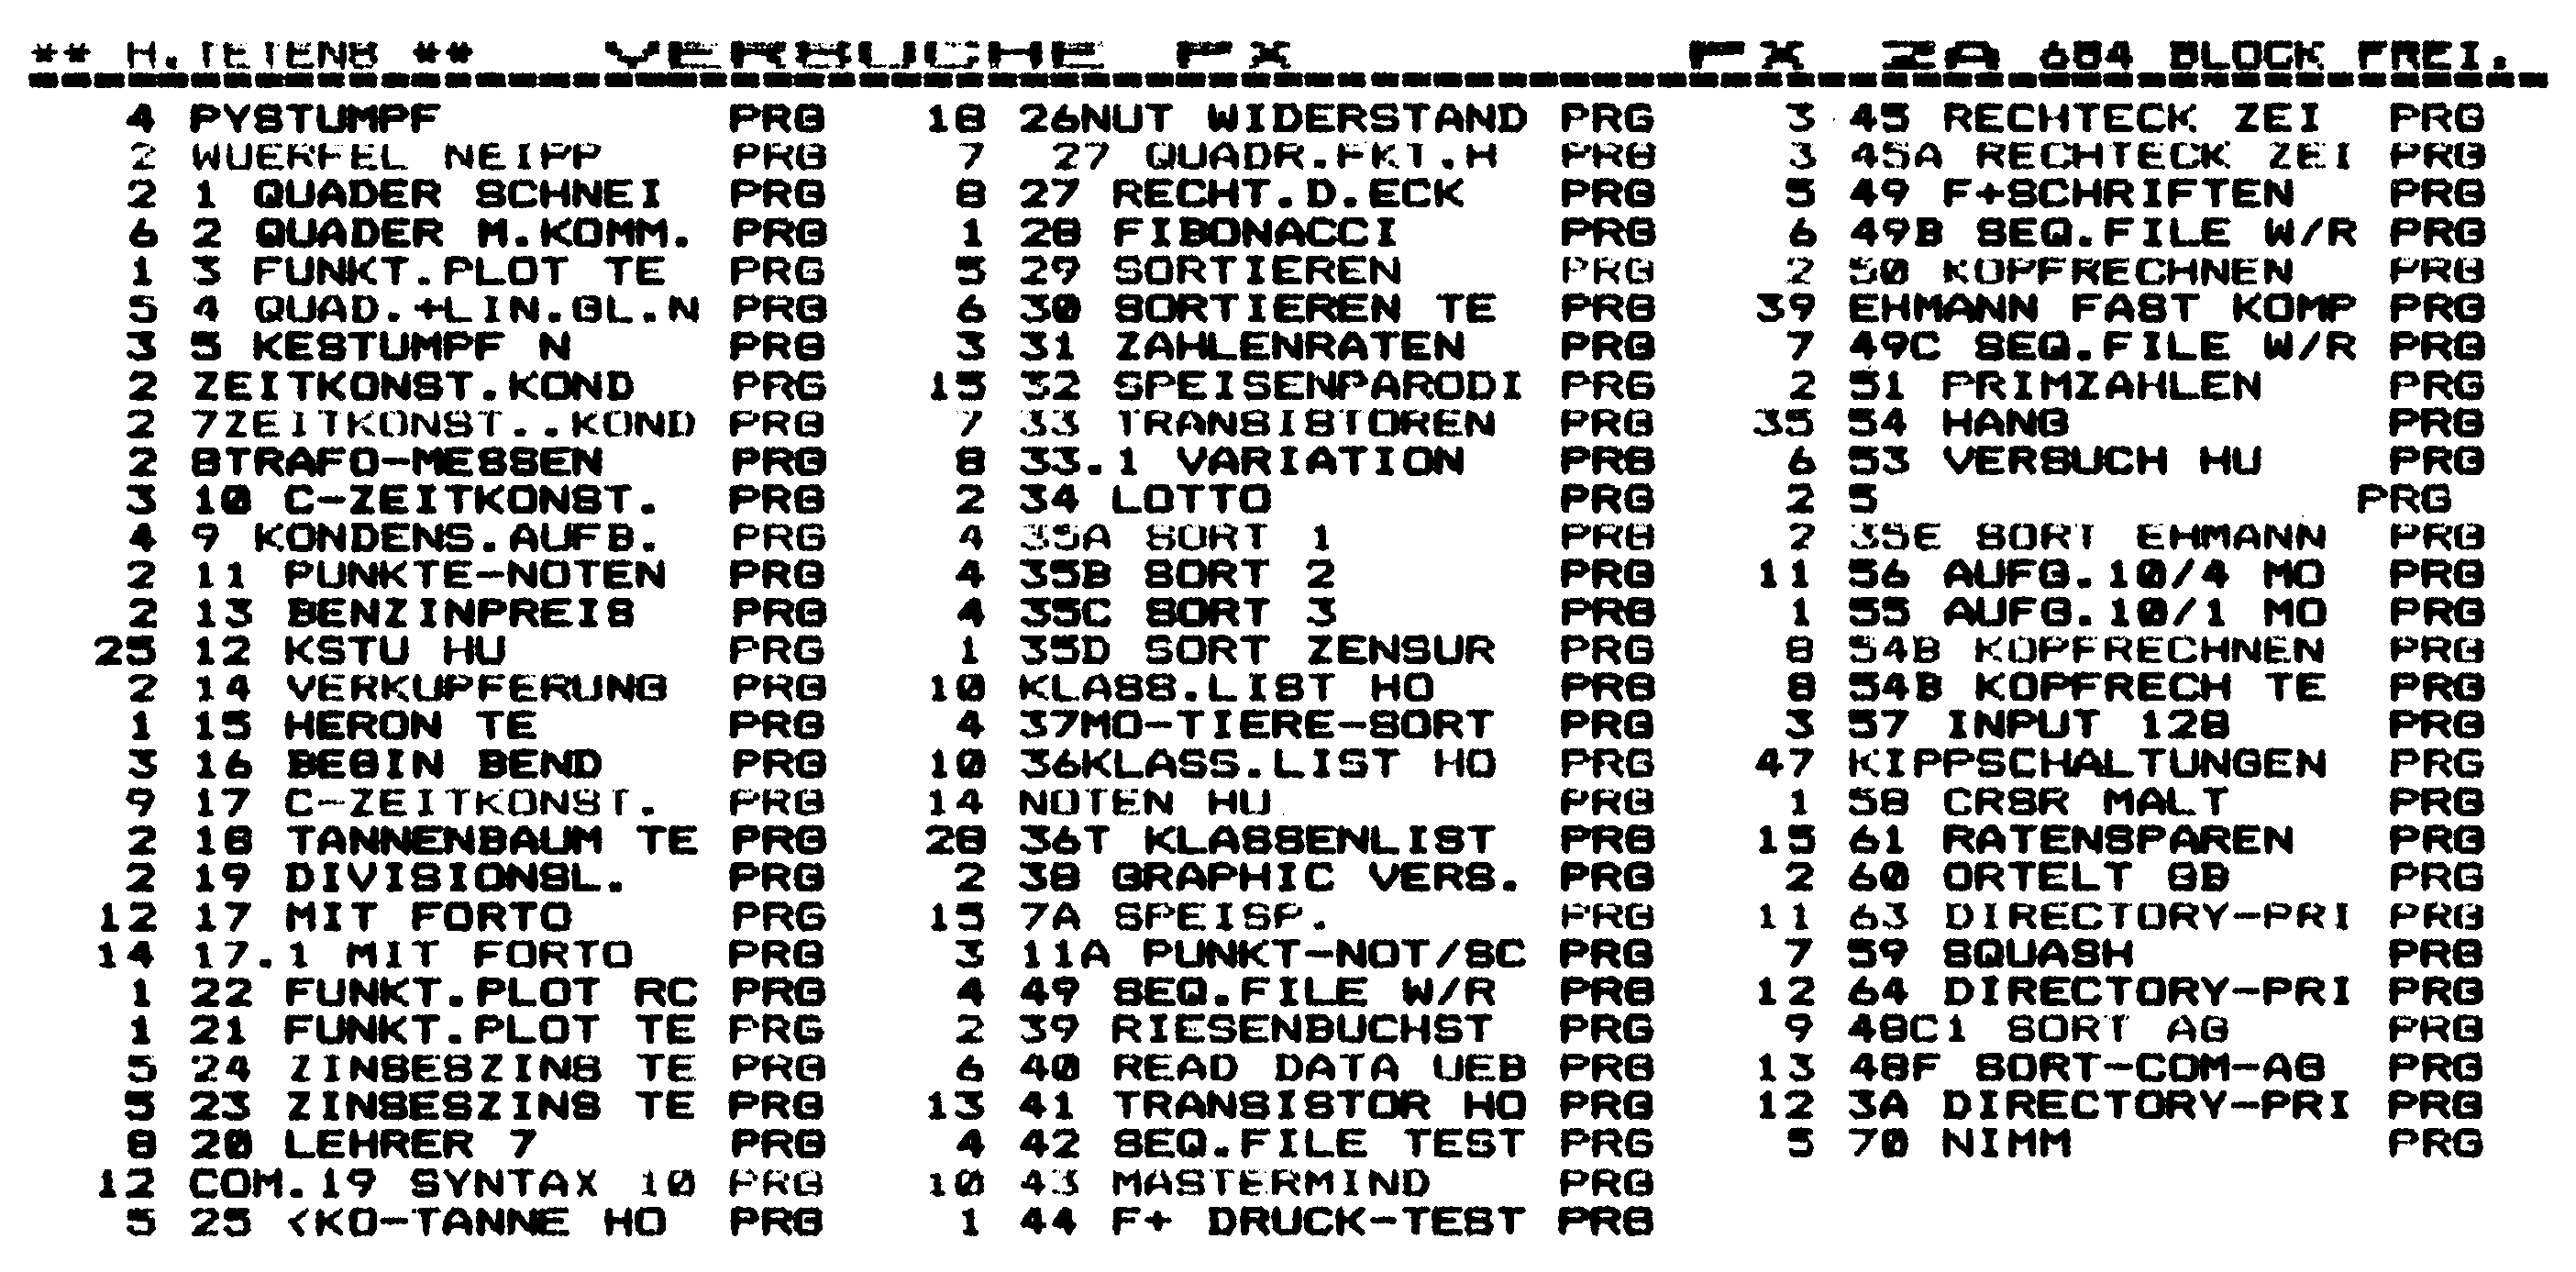 ** H.TETENS ** VERSUCHE PX PX 2A 684 BLOCK FREI.
4 PYSTUMPF PRG 18 26NUT WIDERSTAND PRG 3 45 RECHTECK ZEI PRG
2 WUERFEL NEIPP PRG 7 27 QUADR.FKT.H PRG 3 45A RECHTECK ZEI PRG
2 1 QUADER SCHNEI PRG 8 27 RECHT.D.ECK PRG 5 49 F+SCHRIFTEN PRG
6 2 QUADER M.KOMM. PRG 1 28 FIBONACCI PRG 6 49B SEQ.FILE W/R PRG
1 3 FUNKT.PLOT TE PRG 5 29 SORTIEREN PRG 2 50 KOPFRECHNEN PRG
5 4 QUAD.+LIN.GL.N PRG 6 30 SORTIEREN TE PRG 39 EHMANN FAST KOMP PRG
3 5 KESTUMPF N PRG 3 31 ZAHLENRATEN PRG 7 49C SEQ.FILE W/R PRG
2 ZEITKONST.KOND PRG 15 32 SPEISENPARODI PRG 2 51 PRIMZAHLEN PRG
2 7ZEITKONST..KOND PRG 7 33 TRANSISTOREN PRG 35 54 HANG PRG
2 8TRAFO-MESSEN PRG 8 33.1 VARIATION PRG 6 53 VERSUCH HU PRG
3 10 C-ZEITKONST. PRG 2 34 LOTTO PRG 2 5 PRG
4 9 KONDENS.AUFB. PRG 4 35A SORT 1 PRG 2 35E SORT EHMANN PRG
2 11 PUNKTE-NOTEN PRG 4 35B SORT 2 PRG 11 56 AUFG.10/4 MO PRG
2 13 BENZINPREIS PRG 4 35C SORT 3 PRG 1 55 AUFG.10/1 MO PRG
25 12 KSTU HU PRG 1 35D SORT ZENSUR PRG 8 54B KOPFRECHNEN PRG
2 14 VERKUPFERUNG PRG 10 KLASS.LIST HO PRG 8 54B KOPFRECH TE PRG
1 15 HERON TE PRG 4 37MO-TIERE-SORT PRG 3 57 INPUT 128 PRG
3 16 BEGIN BEND PRG 10 36KLASS.LIST HO PRG 47 KIPPSCHALTUNGEN PRG
9 17 C-ZEITKONST. PRG 14 NOTEN HU PRG 1 58 CRSR MALT PRG
2 18 TANNENBAUM TE PRG 28 36T KLASSENLIST PRG 15 61 RATENSPAREN PRG
2 19 DIVISIONSL. PRG 2 38 GRAPHIC VERS. PRG 2 60 ORTELT GB PRG
12 17 MIT FORTO PRG 15 7A SPEISP. PRG 11 63 DIRECTORY-PRI PRG
14 17.1 MIT FORTO PRG 3 11A PUNKT-NOT/SC PRG 7 59 SQUASH PRG
1 22 FUNKT.PLOT RC PRG 4 49 SEQ.FILE W/R PRG 12 64 DIRECTORY-PRI PRG
1 21 FUNKT.PLOT TE PRG 2 39 RIESENBUCHST PRG 9 48C1 SORT AG PRG
5 24 ZINSESZINS TE PRG 6 40 READ DATA UEB PRG 13 48F SORT-COM-AG PRG
5 23 ZINSESZINS TE PRG 13 41 TRANSISTOR HO PRG 12 3A DIRECTORY-PRI PRG
8 20 LEHRER 7 PRG 4 42 SEQ.FILE TEST PRG 5 70 NIMM PRG
12 COM.19 SYNTAX 10 PRG 10 43 MASTERMIND PRG
5 25 <KO-TANNE HO PRG 1 44 F+ DRUCK-TEST PRG